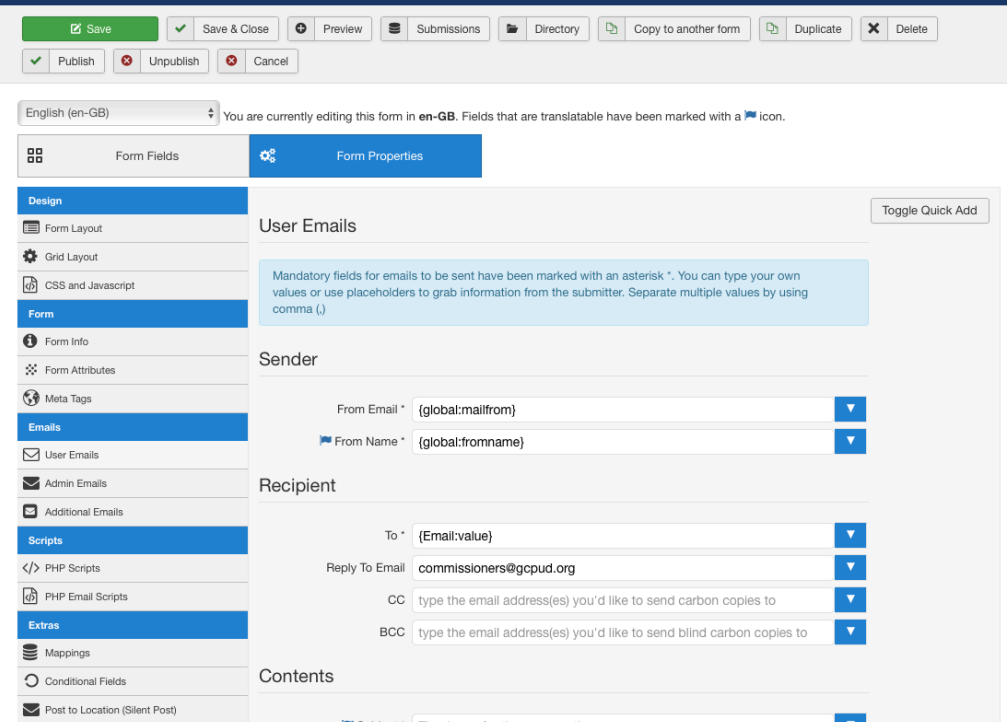 Save
Save & Close
Preview
Submissions
Directory
Copy to another form
Duplicate
Delete
Publish
Unpublish
Cancel
English (en-GB)
You are currently editing this form in en-GB. Fields that are translatable have been marked with a icon.
Form Fields
Form Properties
Design
Form Layout
Grid Layout
CSS and Javascript
Form
Form Info
Form Attributes
Meta Tags
Emails
User Emails
Admin Emails
Additional Emails
Scripts
PHP Scripts
PHP Email Scripts
Extras
Mappings
Conditional Fields
Post to Location (Silent Post)
Toggle Quick Add
User Emails
Mandatory fields for emails to be sent have been marked with an asterisk *. You can type your own
values or use placeholders to grab information from the submitter. Separate multiple values by using
comma (,)
Sender
From Email * {global:mailfrom}
From Name * {global:fromname}
Recipient
To * {Email:value}
Reply To Email commissioners@gcpud.org
CC type the email address(es) you'd like to send carbon copies to
BCC type the email address(es) you'd like to send blind carbon copies to
Contents